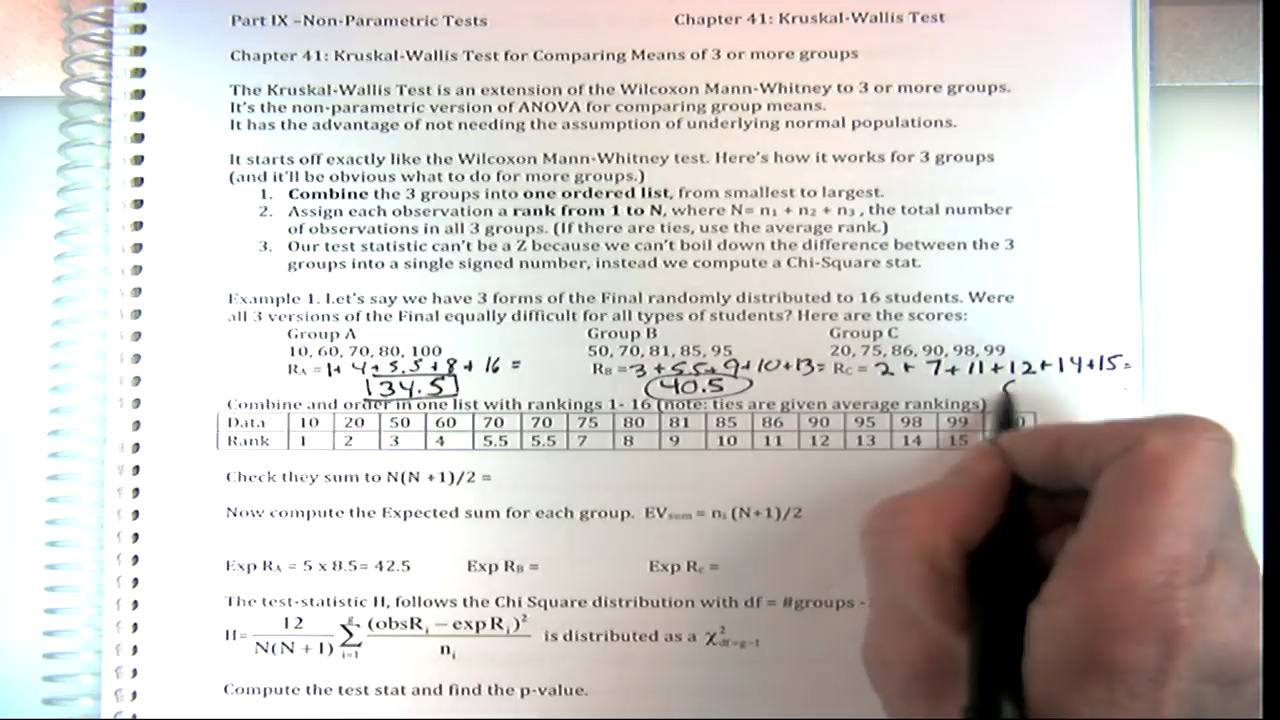 Part IX –Non-Parametric Tests Chapter 41: Kruskal-Wallis Test
Chapter 41: Kruskal-Wallis Test for Comparing Means of 3 or more groups
The Kruskal-Wallis Test is an extension of the Wilcoxon Mann-Whitney to 3 or more groups.
It's the non-parametric version of ANOVA for comparing group means.
It has the advantage of not needing the assumption of underlying normal populations.
It starts off exactly like the Wilcoxon Mann-Whitney test. Here's how it works for 3 groups
(and it'll be obvious what to do for more groups.)
1. Combine the 3 groups into one ordered list, from smallest to largest.
2. Assign each observation a rank from 1 to N, where N= n₁ + n₂ + n₃ , the total number
of observations in all 3 groups. (If there are ties, use the average rank.)
3. Our test statistic can't be a Z because we can't boil down the difference between the 3
groups into a single signed number, instead we compute a Chi-Square stat.
Example 1. Let's say we have 3 forms of the Final randomly distributed to 16 students. Were
all 3 versions of the Final equally difficult for all types of students? Here are the scores:
Group A Group B Group C
10, 60, 70, 80, 100 50, 70, 81, 85, 95 20, 75, 86, 90, 98, 99
R_A = 1+ 4+5.5+8+ 16 = R_B = 3+5.5+9+10+13= R_C = 2+ 7+11+12+14+15=
34.5 40.5
Combine and order in one list with rankings 1- 16 (note: ties are given average rankings)
Data 10 20 50 60 70 70 75 80 81 85 86 90 95 98 99
Rank 1 2 3 4 5.5 5.5 7 8 9 10 11 12 13 14 15
Check they sum to N(N +1)/2 =
Now compute the Expected sum for each group. EV_sum = n_i (N+1)/2
Exp R_A = 5 x 8.5= 42.5 Exp R_B = Exp R_c =
The test-statistic H, follows the Chi Square distribution with df = #groups -
H= 12 / N(N+1) ∑_{i=1}^{g} (obsR_i – exp R_i)² / n_i is distributed as a χ²_{df=g-1}
Compute the test stat and find the p-value.